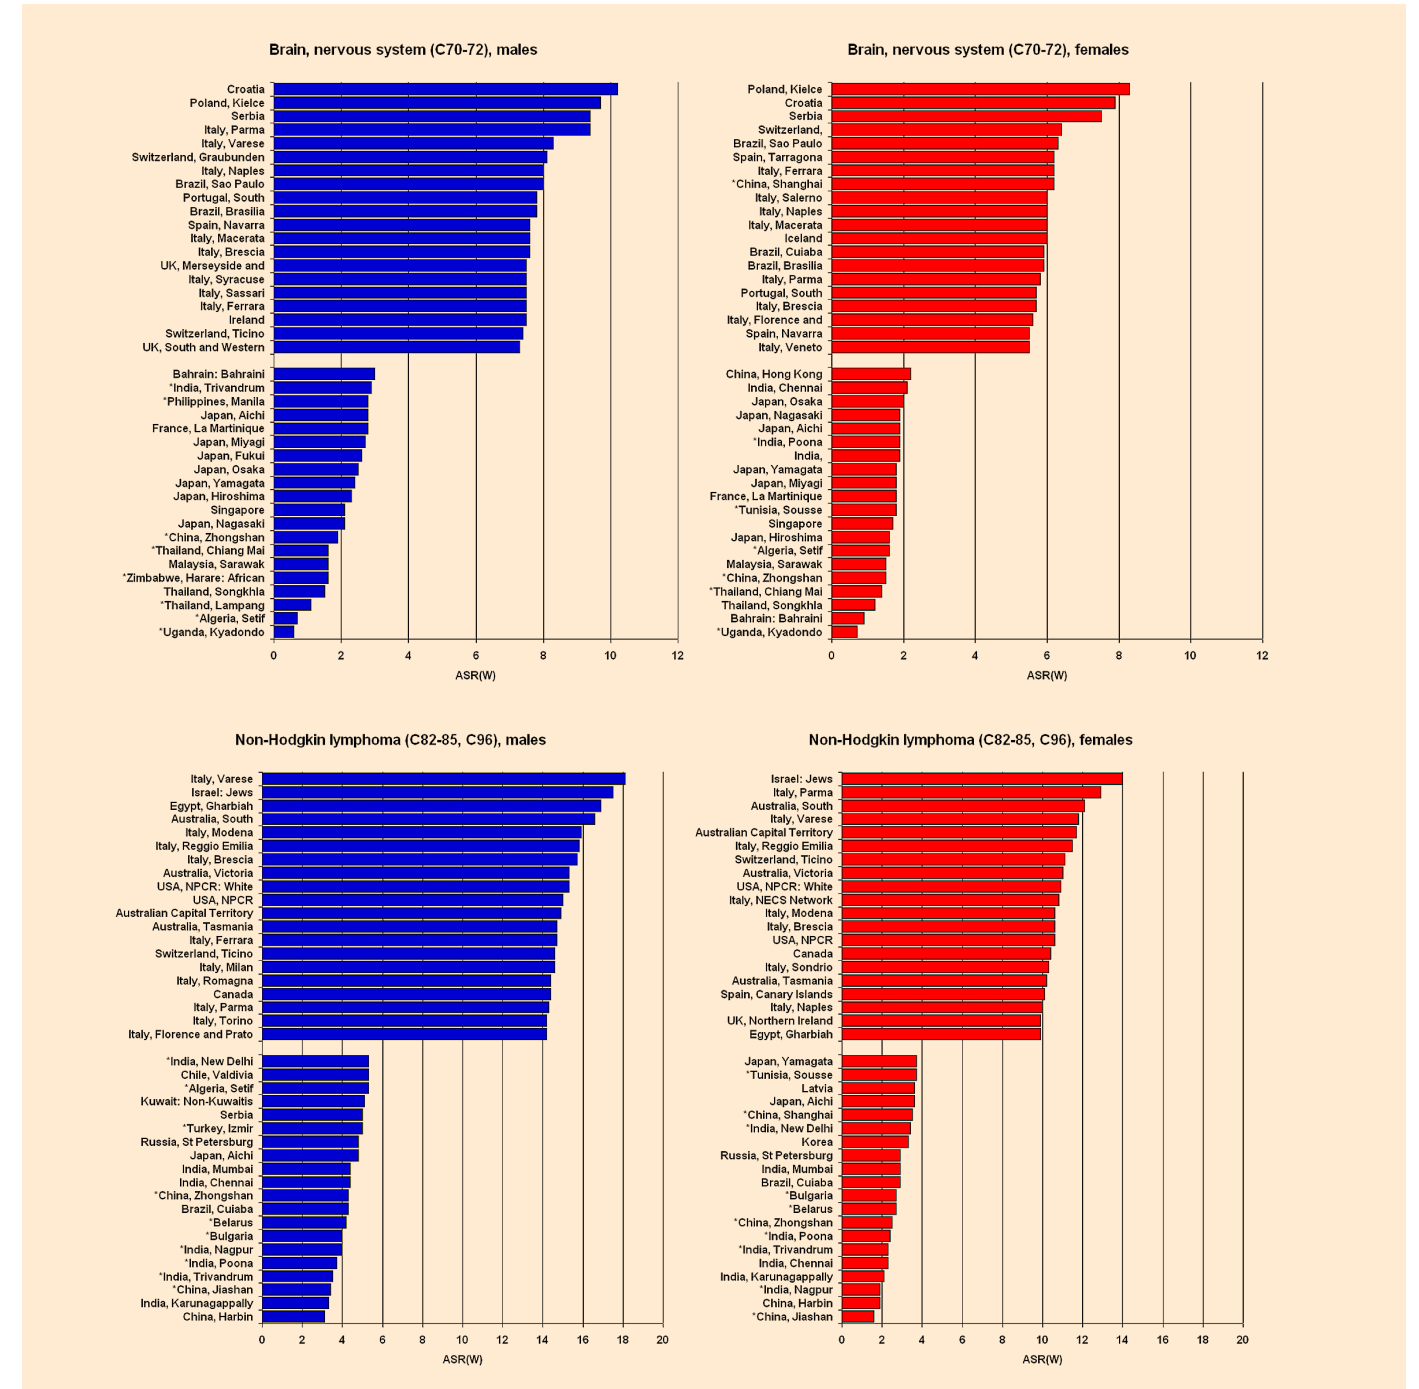 Brain, nervous system (C70-72), males
Croatia
Poland, Kielce
Serbia
Italy, Parma
Italy, Varese
Switzerland, Graubunden
Italy, Naples
Brazil, Sao Paulo
Portugal, South
Brazil, Brasilia
Spain, Navarra
Italy, Macerata
Italy, Brescia
UK, Merseyside and
Italy, Syracuse
Italy, Sassari
Italy, Ferrara
Ireland
Switzerland, Ticino
UK, South and Western
Bahrain: Bahraini
*India, Trivandrum
*Philippines, Manila
Japan, Aichi
France, La Martinique
Japan, Miyagi
Japan, Fukui
Japan, Osaka
Japan, Yamagata
Japan, Hiroshima
Singapore
Japan, Nagasaki
*China, Zhongshan
*Thailand, Chiang Mai
Malaysia, Sarawak
*Zimbabwe, Harare: African
Thailand, Songkhla
*Thailand, Lampang
*Algeria, Setif
*Uganda, Kyadondo
0 2 4 6 8 10 12
ASR(W)
Brain, nervous system (C70-72), females
Poland, Kielce
Croatia
Serbia
Switzerland,
Brazil, Sao Paulo
Spain, Tarragona
Italy, Ferrara
*China, Shanghai
Italy, Salerno
Italy, Naples
Italy, Macerata
Iceland
Brazil, Cuiaba
Brazil, Brasilia
Italy, Parma
Portugal, South
Italy, Brescia
Italy, Florence and
Spain, Navarra
Italy, Veneto
China, Hong Kong
India, Chennai
Japan, Osaka
Japan, Nagasaki
Japan, Aichi
*India, Poona
India,
Japan, Yamagata
Japan, Miyagi
France, La Martinique
*Tunisia, Sousse
Singapore
Japan, Hiroshima
*Algeria, Setif
Malaysia, Sarawak
*China, Zhongshan
*Thailand, Chiang Mai
Thailand, Songkhla
Bahrain: Bahraini
*Uganda, Kyadondo
0 2 4 6 8 10 12
ASR(W)
Non-Hodgkin lymphoma (C82-85, C96), males
Italy, Varese
Israel: Jews
Egypt, Gharbiah
Australia, South
Italy, Modena
Italy, Reggio Emilia
Italy, Brescia
Australia, Victoria
USA, NPCR: White
USA, NPCR
Australian Capital Territory
Australia, Tasmania
Italy, Ferrara
Switzerland, Ticino
Italy, Milan
Italy, Romagna
Canada
Italy, Parma
Italy, Torino
Italy, Florence and Prato
*India, New Delhi
Chile, Valdivia
*Algeria, Setif
Kuwait: Non-Kuwaitis
Serbia
*Turkey, Izmir
Russia, St Petersburg
Japan, Aichi
India, Mumbai
India, Chennai
*China, Zhongshan
Brazil, Cuiaba
*Belarus
*Bulgaria
*India, Nagpur
*India, Poona
*India, Trivandrum
*China, Jiashan
India, Karunagappally
China, Harbin
0 2 4 6 8 10 12 14 16 18 20
ASR(W)
Non-Hodgkin lymphoma (C82-85, C96), females
Israel: Jews
Italy, Parma
Australia, South
Italy, Varese
Australian Capital Territory
Italy, Reggio Emilia
Switzerland, Ticino
Australia, Victoria
USA, NPCR: White
Italy, NECS Network
Italy, Modena
Italy, Brescia
USA, NPCR
Canada
Italy, Sondrio
Australia, Tasmania
Spain, Canary Islands
Italy, Naples
UK, Northern Ireland
Egypt, Gharbiah
Japan, Yamagata
*Tunisia, Sousse
Latvia
Japan, Aichi
*China, Shanghai
*India, New Delhi
Korea
Russia, St Petersburg
India, Mumbai
Brazil, Cuiaba
*Bulgaria
*Belarus
*China, Zhongshan
*India, Poona
*India, Trivandrum
India, Chennai
India, Karunagappally
*India, Nagpur
China, Harbin
*China, Jiashan
0 2 4 6 8 10 12 14 16 18 20
ASR(W)